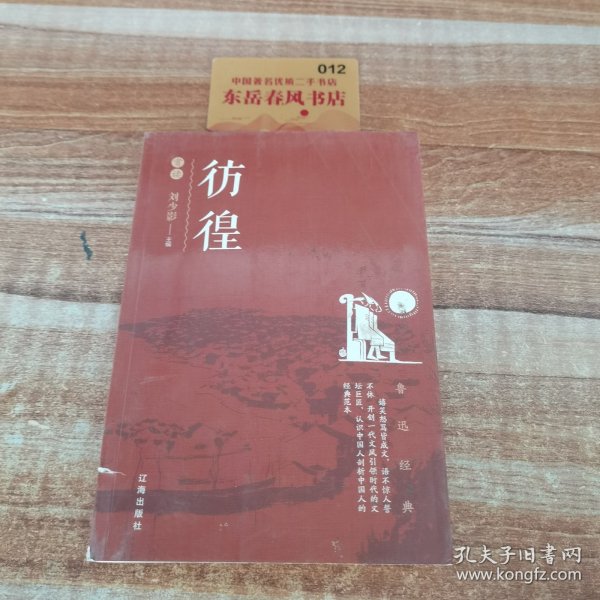 012
中国著名优质二手书店
东岳春风书店
彷徨
刘少影
主编
鲁迅经典
嬉笑怒骂皆成文,语不惊人誓
不休。开创一代文风引领时代的文
坛巨匠,认识中国人剖析中国人的
经典范本
辽海出版社
孔夫子旧书网
www.kongfz.com